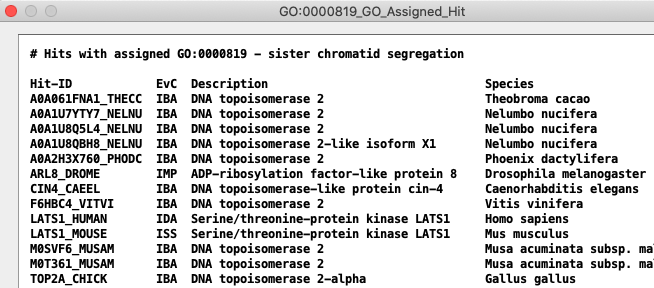 GO:0000819_GO_Assigned_Hit
# Hits with assigned GO:0000819 - sister chromatid segregation
Hit-ID EvC Description Species
A0A061FNA1_THECC IBA DNA topoisomerase 2 Theobroma cacao
A0A1U7YTY7_NELNU IBA DNA topoisomerase 2 Nelumbo nucifera
A0A1U8Q5L4_NELNU IBA DNA topoisomerase 2 Nelumbo nucifera
A0A1U8QBH8_NELNU IBA DNA topoisomerase 2-like isoform X1 Nelumbo nucifera
A0A2H3X760_PHODC IBA DNA topoisomerase 2 Phoenix dactylifera
ARL8_DROME IMP ADP-ribosylation factor-like protein 8 Drosophila melanogaster
CIN4_CAEEL IBA DNA topoisomerase-like protein cin-4 Caenorhabditis elegans
F6HBC4_VITVI IBA DNA topoisomerase 2 Vitis vinifera
LATS1_HUMAN IDA Serine/threonine-protein kinase LATS1 Homo sapiens
LATS1_MOUSE ISS Serine/threonine-protein kinase LATS1 Mus musculus
M0SVF6_MUSAM IBA DNA topoisomerase 2 Musa acuminata subsp.
M0T361_MUSAM IBA DNA topoisomerase 2 Musa acuminata subsp.
TOP2A_CHICK IBA DNA topoisomerase 2-alpha Gallus gallus